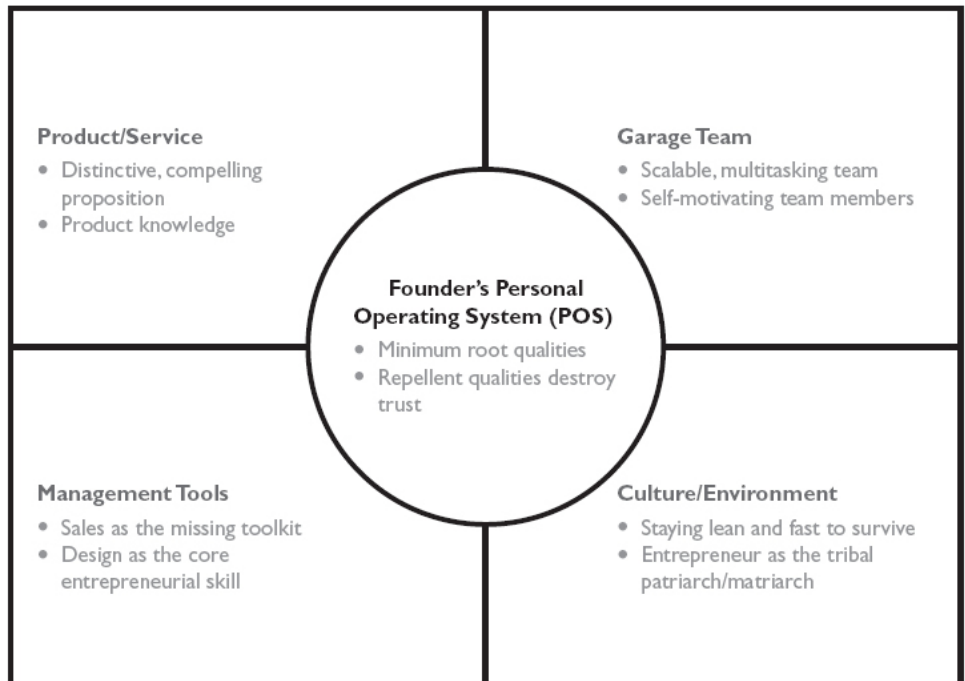 Product/Service
• Distinctive, compelling
proposition
• Product knowledge
Garage Team
• Scalable, multitasking team
• Self-motivating team members
Founder’s Personal
Operating System (POS)
• Minimum root qualities
• Repellent qualities destroy
trust
Management Tools
• Sales as the missing toolkit
• Design as the core
entrepreneurial skill
Culture/Environment
• Staying lean and fast to survive
• Entrepreneur as the tribal
patriarch/matriarch